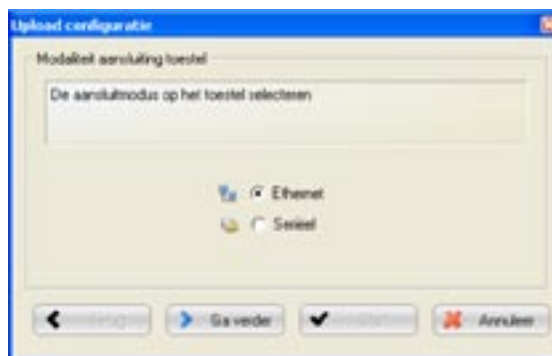 Upload configuratie
Modaliteit aansluiting toestel
De aansluitmodus op het toestel selecteren
Ethernet
Serieel
Ga verder
Annuleer